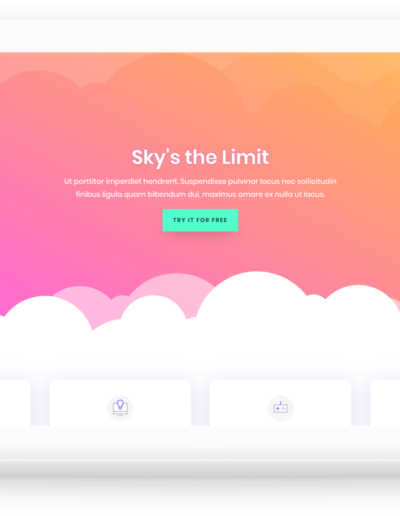 Sky's the Limit
Ut porttitor imperdiet hendrerit. Suspendisse pulvinar lacus nec sollicitudin
finibus ligula quam bibendum dui, maximus ornare ex nulla ut lacus.
TRY IT FOR FREE